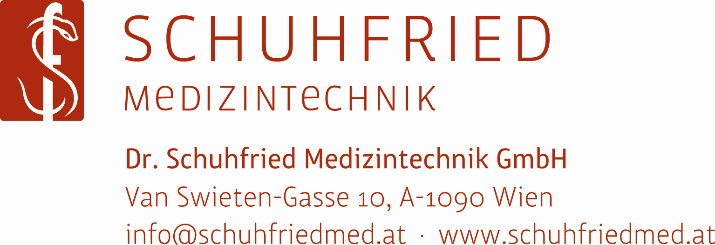 SCHUHFRIED
MeDIZINTeCHNIK
Dr. Schuhfried Medizintechnik GmbH
Van Swieten-Gasse 10, A-1090 Wien
info@schuhfriedmed.at · www.schuhfriedmed.at